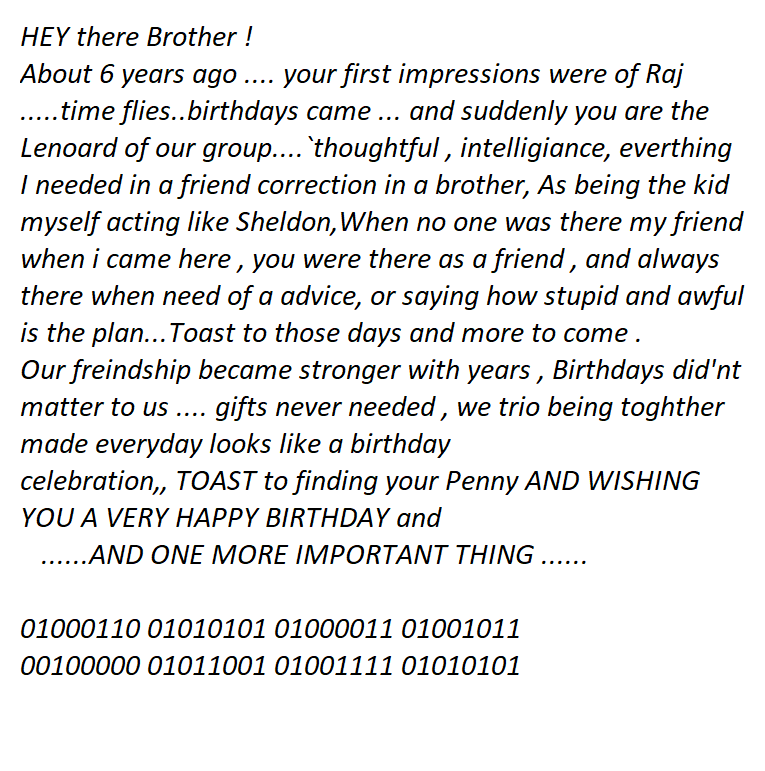 HEY there Brother !
About 6 years ago .... your first impressions were of Raj
.....time flies..birthdays came ... and suddenly you are the
Lenoard of our group....`thoughtful , intelligiance, everthing
I needed in a friend correction in a brother, As being the kid
myself acting like Sheldon,When no one was there my friend
when i came here , you were there as a friend , and always
there when need of a advice, or saying how stupid and awful
is the plan...Toast to those days and more to come .
Our freindship became stronger with years , Birthdays did'nt
matter to us .... gifts never needed , we trio being toghther
made everyday looks like a birthday
celebration,, TOAST to finding your Penny AND WISHING
YOU A VERY HAPPY BIRTHDAY and
......AND ONE MORE IMPORTANT THING ......
01000110 01010101 01000011 01001011
00100000 01011001 01001111 01010101